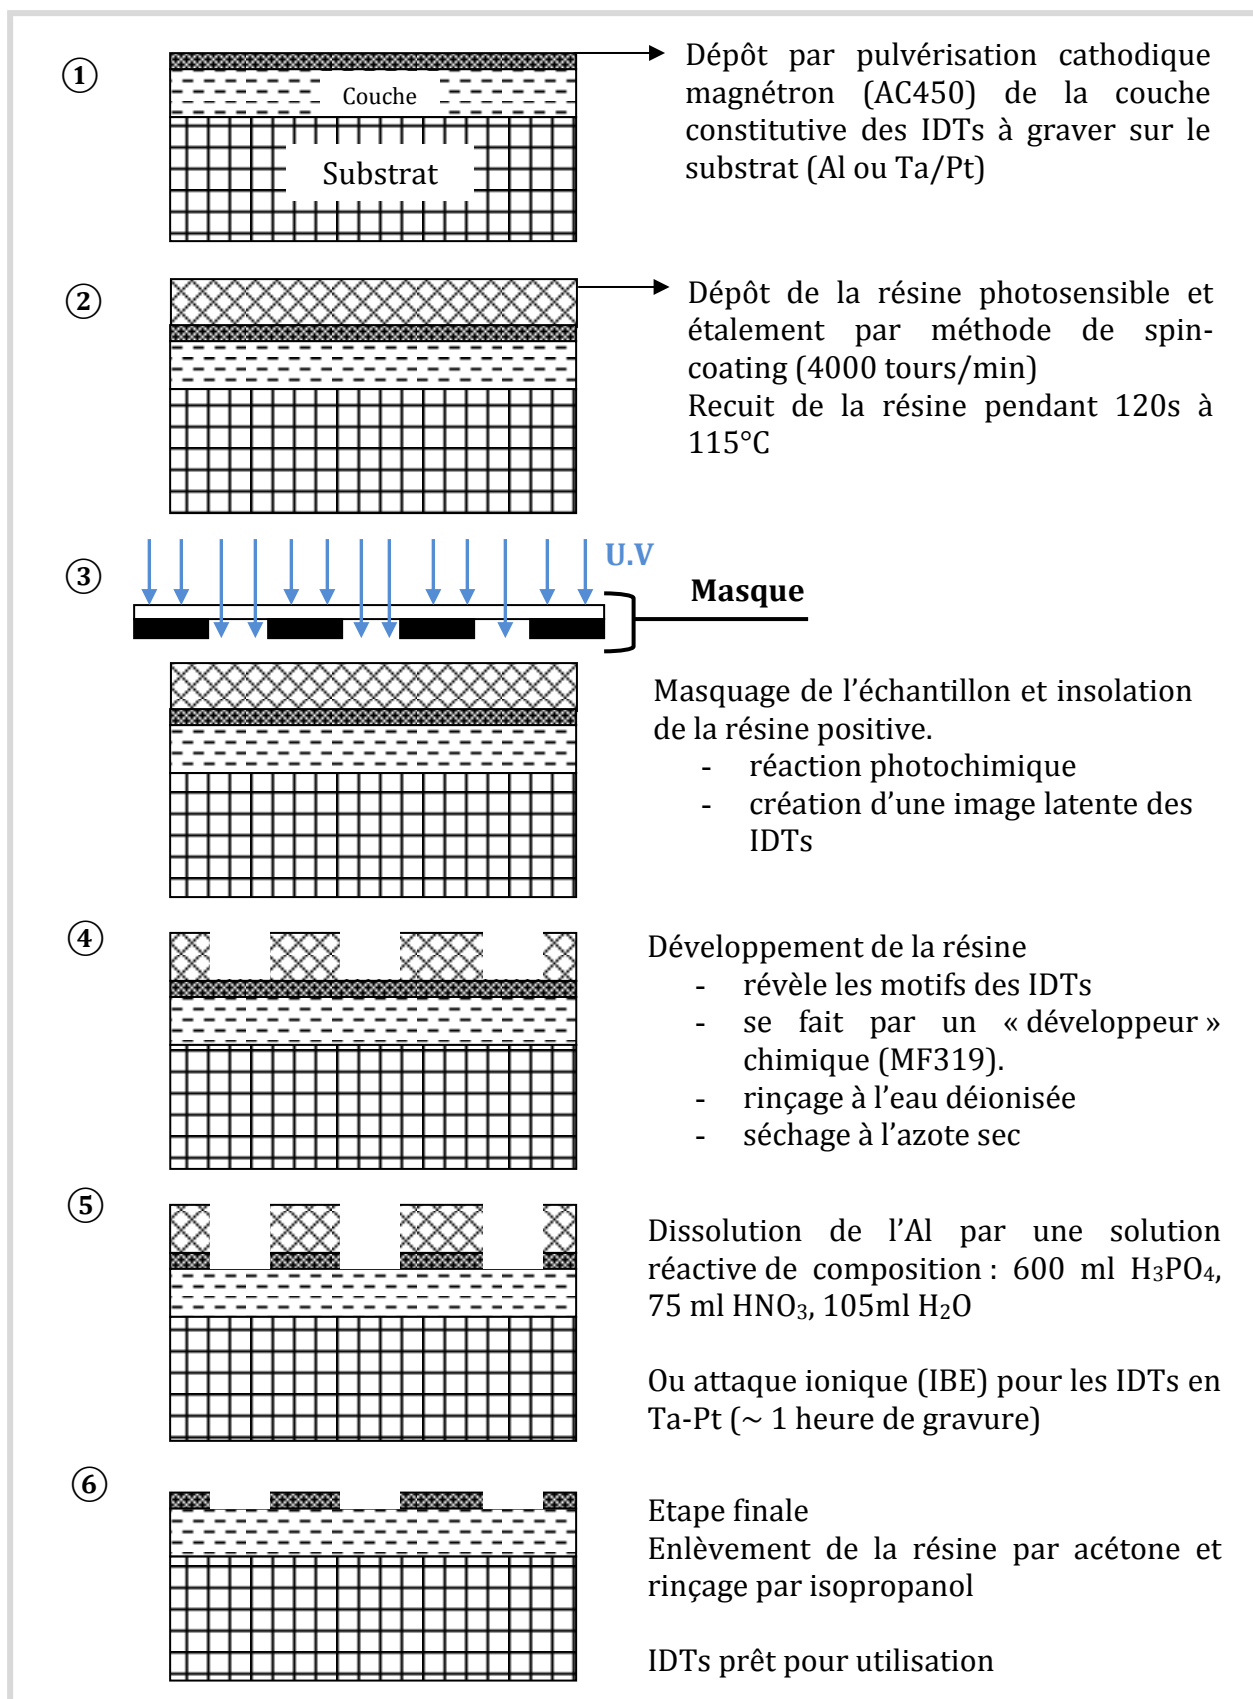 ①
Couche
Substrat
Dépôt par pulvérisation cathodique
magnétron (AC450) de la couche
constitutive des IDTs à graver sur le
substrat (Al ou Ta/Pt)
②
Dépôt de la résine photosensible et
étalement par méthode de spin-
coating (4000 tours/min)
Recuit de la résine pendant 120s à
115°C
③
U.V
Masque
Masquage de l’échantillon et insolation
de la résine positive.
- réaction photochimique
- création d’une image latente des
IDTs
④
Développement de la résine
- révèle les motifs des IDTs
- se fait par un « développeur »
chimique (MF319).
- rinçage à l’eau déionisée
- séchage à l’azote sec
⑤
Dissolution de l’Al par une solution
réactive de composition : 600 ml H₃PO₄,
75 ml HNO₃, 105ml H₂O
Ou attaque ionique (IBE) pour les IDTs en
Ta-Pt (~ 1 heure de gravure)
⑥
Etape finale
Enlèvement de la résine par acétone et
rinçage par isopropanol
IDTs prêt pour utilisation